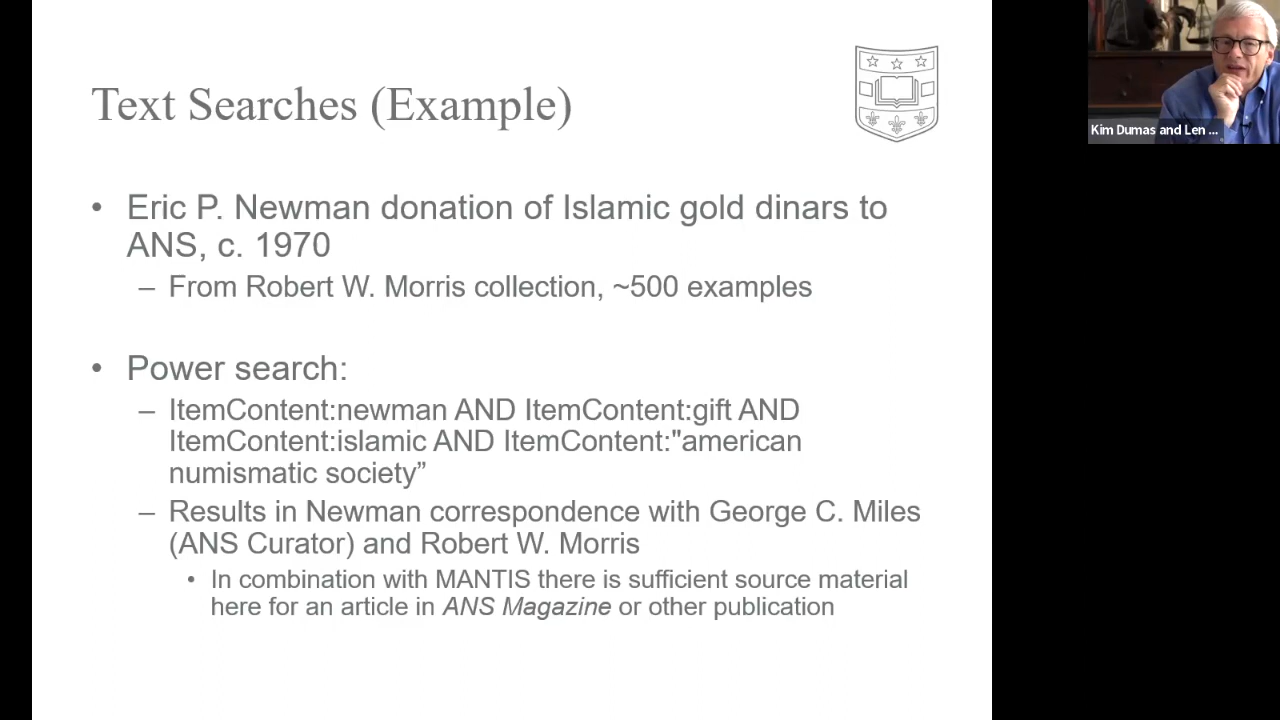 Text Searches (Example)
• Eric P. Newman donation of Islamic gold dinars to
ANS, c. 1970
– From Robert W. Morris collection, ~500 examples
• Power search:
– ItemContent:newman AND ItemContent:gift AND
ItemContent:islamic AND ItemContent:"american
numismatic society”
– Results in Newman correspondence with George C. Miles
(ANS Curator) and Robert W. Morris
• In combination with MANTIS there is sufficient source material
here for an article in ANS Magazine or other publication
Kim Dumas and Len ...